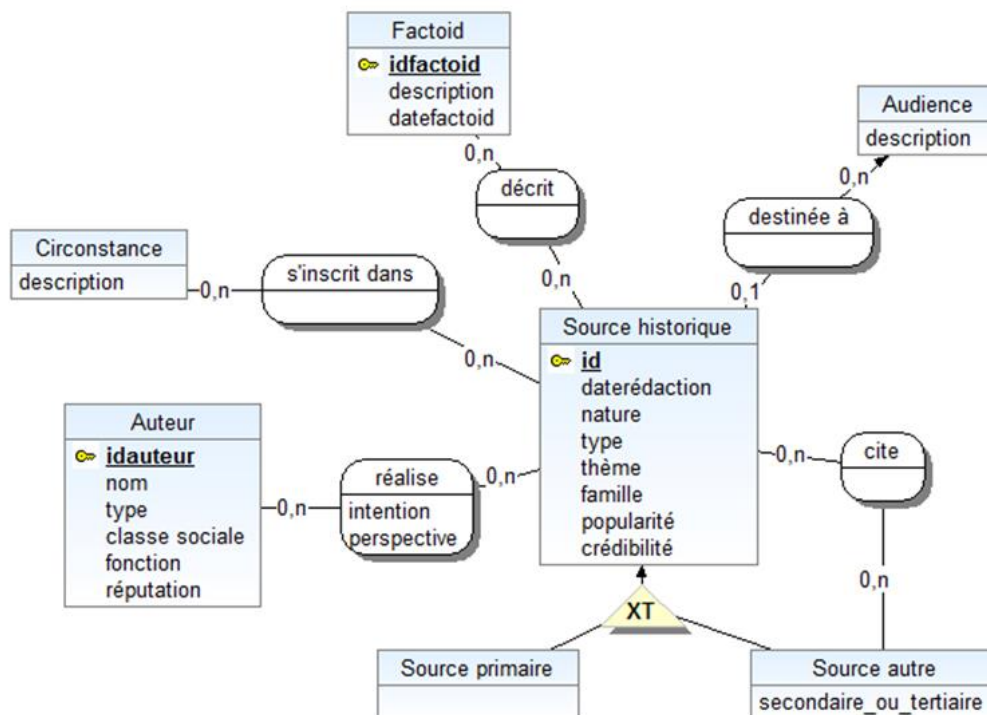 Factoid
idfactoid
description
datefactoid
0,n
décrit
0,n
Audience
description
0,n
destinée à
0,1
Circonstance
description
0,n
s'inscrit dans
0,n
Source historique
id
daterédaction
nature
type
thème
famille
popularité
crédibilité
Auteur
idauteur
nom
type
classe sociale
fonction
réputation
0,n
réalise
intention
perspective
0,n
0,n
cite
0,n
XT
Source primaire
Source autre
secondaire_ou_tertiaire